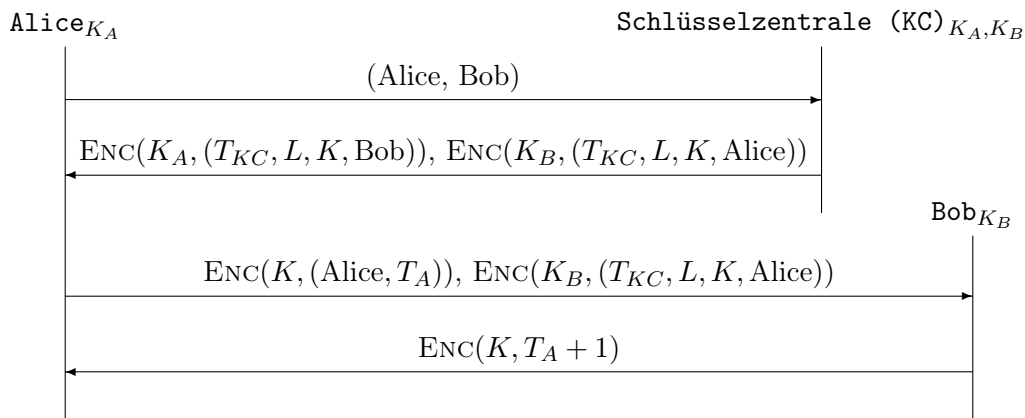 Alice_{K_A} Schlüsselzentrale (KC)_{K_A,K_B}
(Alice, Bob)
ENC(K_A, (T_{KC}, L, K, Bob)), ENC(K_B, (T_{KC}, L, K, Alice))
Bob_{K_B}
ENC(K, (Alice, T_A)), ENC(K_B, (T_{KC}, L, K, Alice))
ENC(K, T_A + 1)